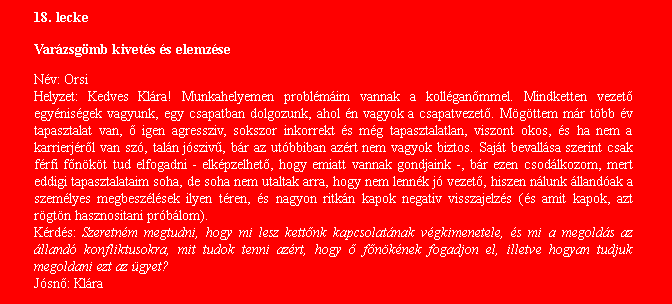 18. lecke
Varázsgömb kivetés és elemzése
Név: Orsi
Helyzet: Kedves Klára! Munkahelyemen problémáim vannak a kolléganőmmel. Mindketten vezető
egyéniségek vagyunk, egy csapatban dolgozunk, ahol én vagyok a csapatvezető. Mögöttem már több év
tapasztalat van, ő igen agresszív, sokszor inkorrekt és még tapasztalatlan, viszont okos, és ha nem a
karrierjéről van szó, talán jószívű, bár az utóbbiban azért nem vagyok biztos. Saját bevallása szerint csak
férfi főnököt tud elfogadni - elképzelhető, hogy emiatt vannak gondjaink -, bár ezen csodálkozom, mert
eddigi tapasztalataim soha, de soha nem utaltak arra, hogy nem lennék jó vezető, hiszen nálunk állandóak a
személyes megbeszélések ilyen téren, és nagyon ritkán kapok negatív visszajelzés (és amit kapok, azt
rögtön hasznosítani próbálom).
Kérdés: Szeretném megtudni, hogy mi lesz kettőnk kapcsolatának végkimenetele, és mi a megoldás az
állandó konfliktusokra, mit tudok tenni azért, hogy ő főnökének fogadjon el, illetve hogyan tudjuk
megoldani ezt az ügyet?
Jósnő: Klára